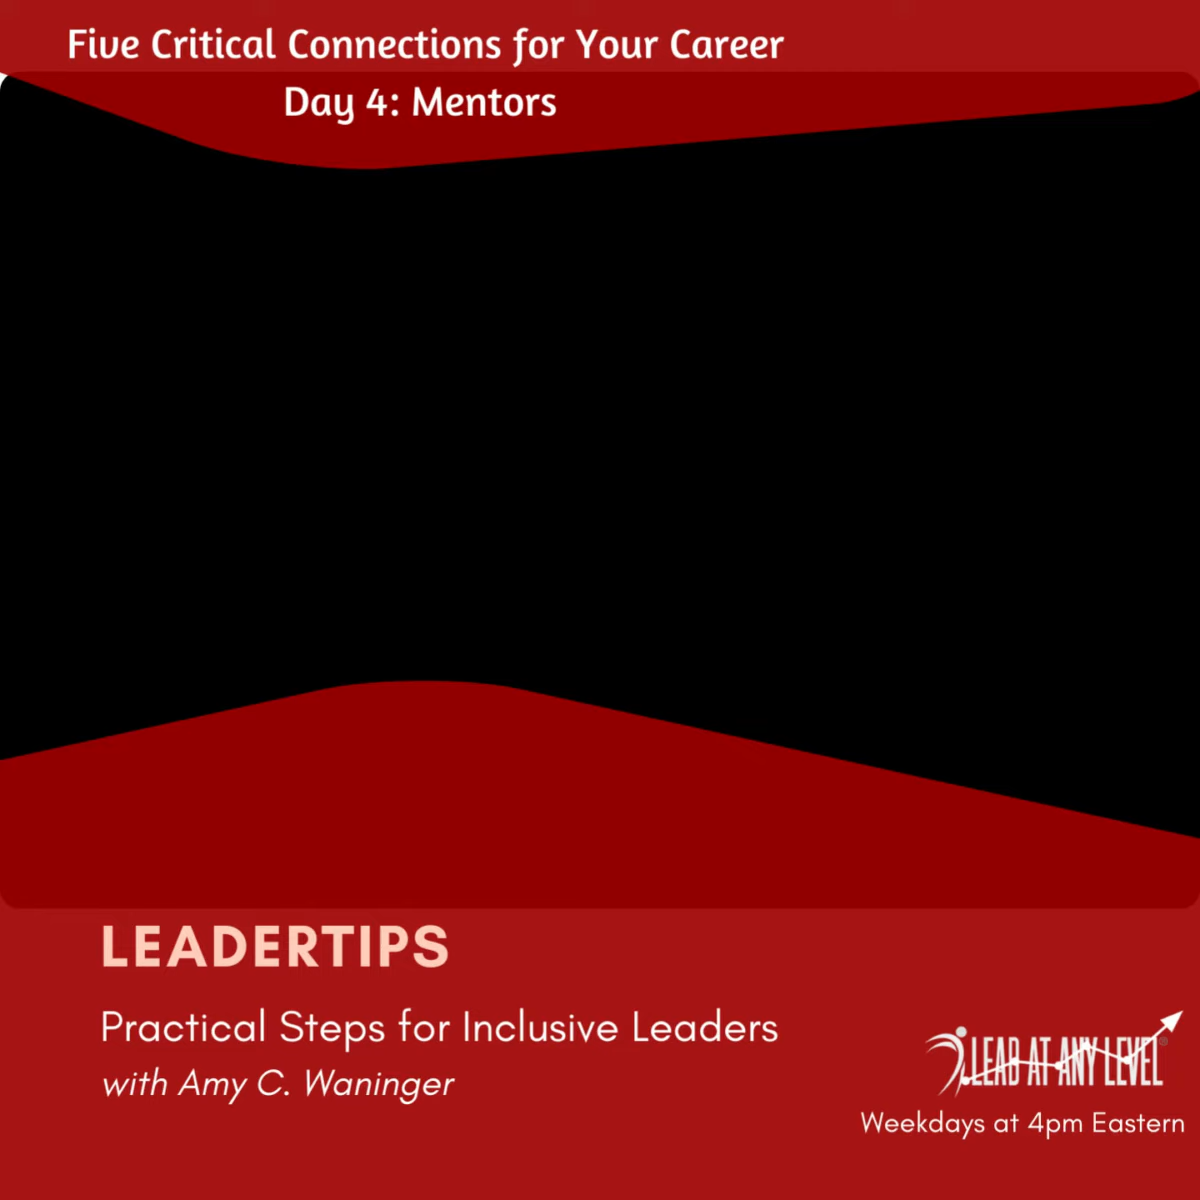 Five Critical Connections for Your Career
Day 4: Mentors
LEADERTIPS
Practical Steps for Inclusive Leaders
with Amy C. Waninger
LEAD AT ANY LEVEL®
Weekdays at 4pm Eastern